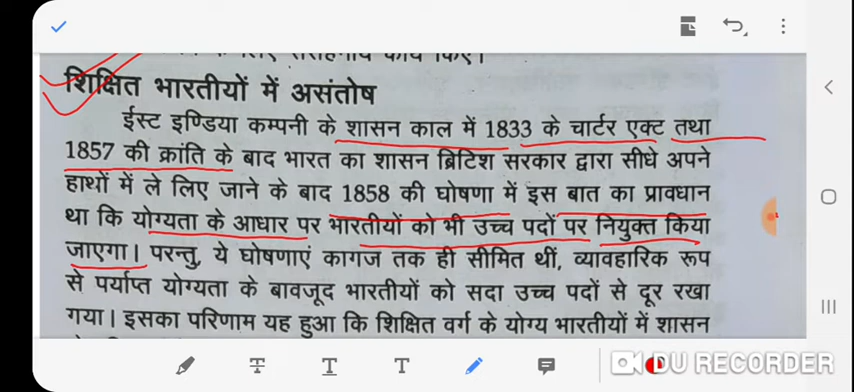 शिक्षित भारतीयों में असंतोष
ईस्ट इण्डिया कम्पनी के शासन काल में 1833 के चार्टर एक्ट तथा
1857 की क्रांति के बाद भारत का शासन ब्रिटिश सरकार द्वारा सीधे अपने
हाथों में ले लिए जाने के बाद 1858 की घोषणा में इस बात का प्रावधान
था कि योग्यता के आधार पर भारतीयों को भी उच्च पदों पर नियुक्त किया
जाएगा। परन्तु, ये घोषणाएं कागज तक ही सीमित थीं, व्यावहारिक रूप
से पर्याप्त योग्यता के बावजूद भारतीयों को सदा उच्च पदों से दूर रखा
गया। इसका परिणाम यह हुआ कि शिक्षित वर्ग के योग्य भारतीयों में शासन
DU RECORDER